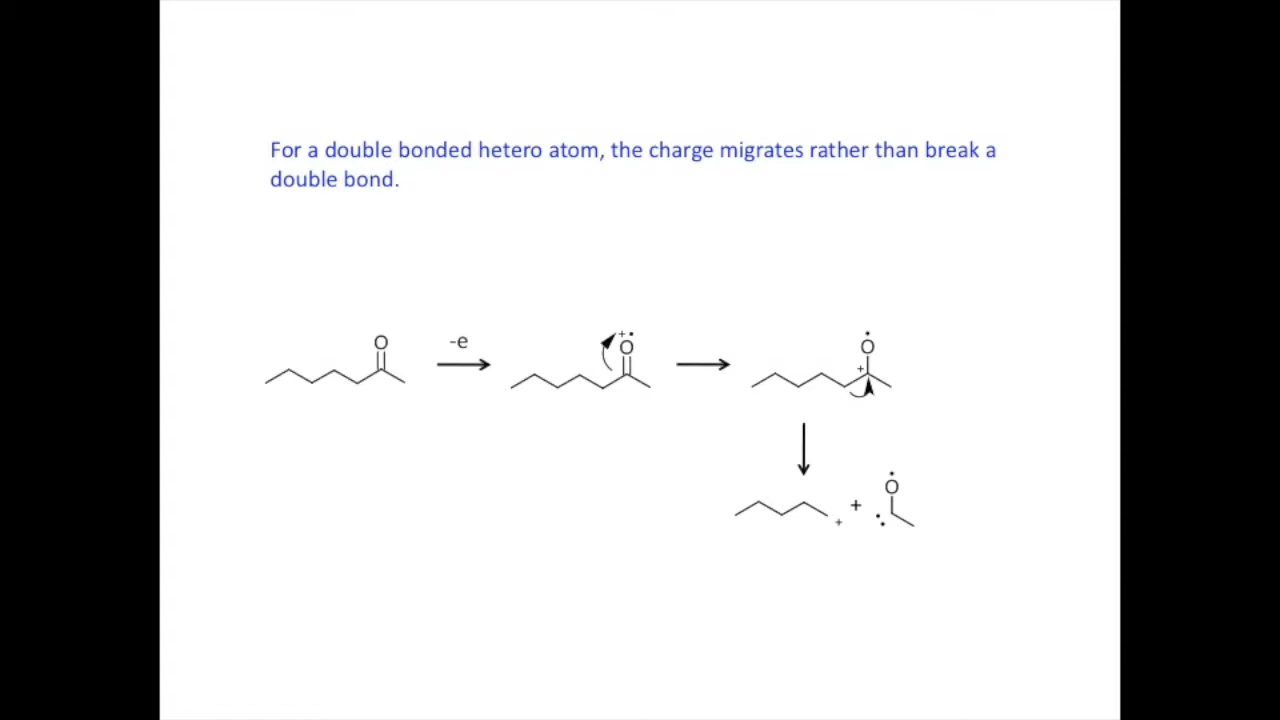 For a double bonded hetero atom, the charge migrates rather than break a
double bond.
-e
O
+•
O
•
O
+
+
+
•
O
••